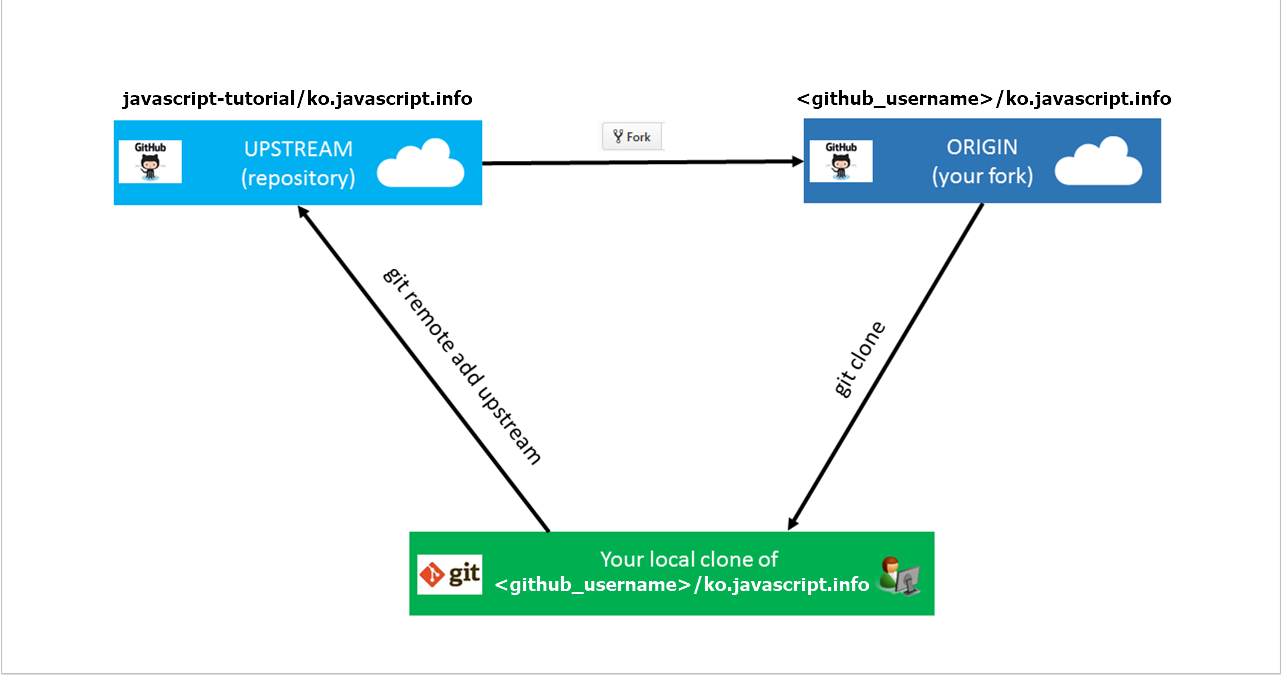 javascript-tutorial/ko.javascript.info
<github_username>/ko.javascript.info
GitHub
UPSTREAM
(repository)
Fork
GitHub
ORIGIN
(your fork)
git remote add upstream
git clone
git
Your local clone of
<github_username>/ko.javascript.info